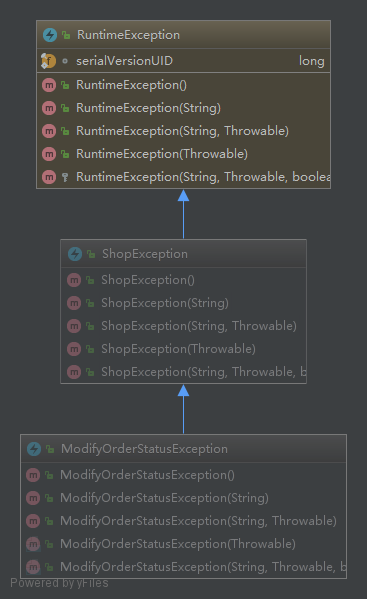 RuntimeException
serialVersionUID long
RuntimeException()
RuntimeException(String)
RuntimeException(String, Throwable)
RuntimeException(Throwable)
RuntimeException(String, Throwable, boolea
ShopException
ShopException()
ShopException(String)
ShopException(String, Throwable)
ShopException(Throwable)
ShopException(String, Throwable, b
ModifyOrderStatusException
ModifyOrderStatusException()
ModifyOrderStatusException(String)
ModifyOrderStatusException(String, Throwable)
ModifyOrderStatusException(Throwable)
ModifyOrderStatusException(String, Throwable, b
Powered by yFiles